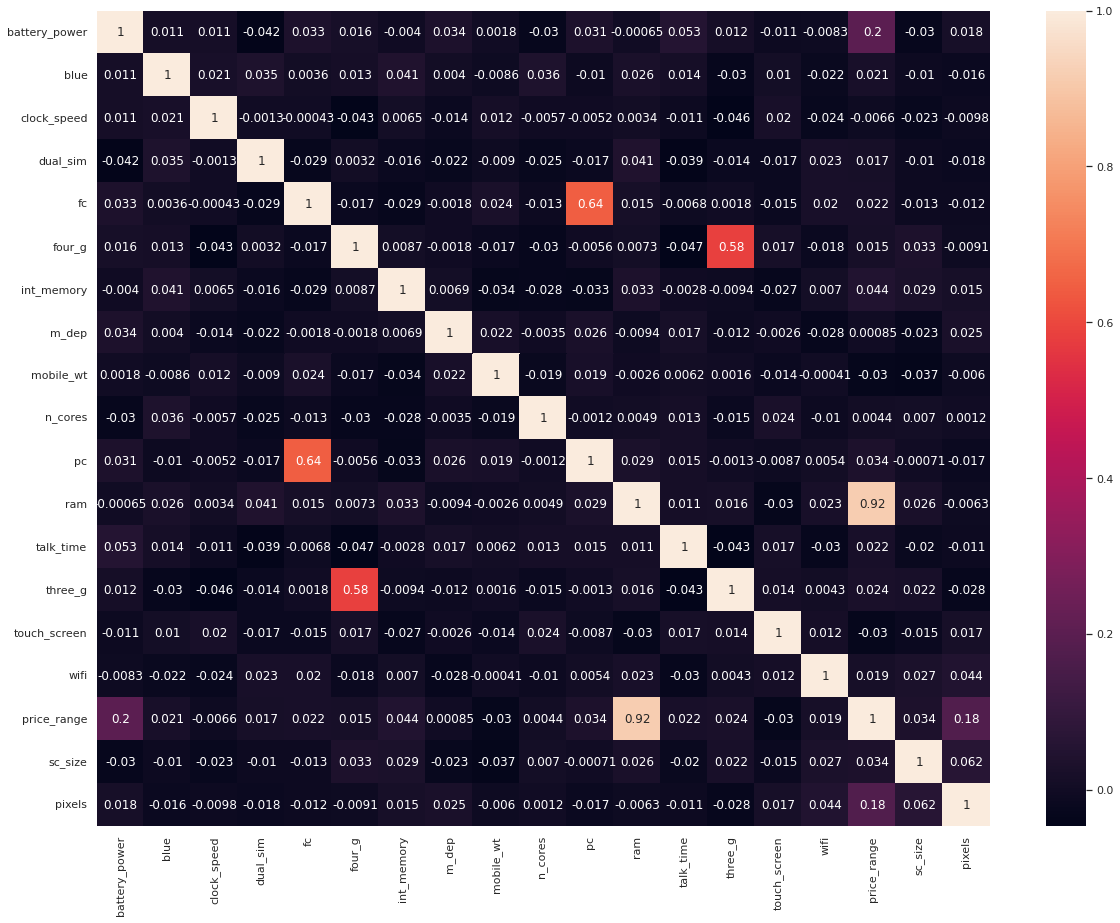 battery_power 1 0.011 0.011 -0.042 0.033 0.016 -0.004 0.034 0.0018 -0.03 0.031 -0.00065 0.053 0.012 -0.011 -0.0083 0.2 -0.03 0.018
blue 0.011 1 0.021 0.035 0.0036 0.013 0.041 0.004 -0.0086 0.036 -0.01 0.026 0.014 -0.03 0.01 -0.022 0.021 -0.01 -0.016
clock_speed 0.011 0.021 1 -0.0013 -0.00043 -0.043 0.0065 -0.014 0.012 -0.0057 -0.0052 0.0034 -0.011 -0.046 0.02 -0.024 -0.0066 -0.023 -0.0098
dual_sim -0.042 0.035 -0.0013 1 -0.029 0.0032 -0.016 -0.022 -0.009 -0.025 -0.017 0.041 -0.039 -0.014 -0.017 0.023 0.017 -0.01 -0.018
fc 0.033 0.0036 -0.00043 -0.029 1 -0.017 -0.029 -0.0018 0.024 -0.013 0.64 0.015 -0.0068 0.0018 -0.015 0.02 0.022 -0.013 -0.012
four_g 0.016 0.013 -0.043 0.0032 -0.017 1 0.0087 -0.0018 -0.017 -0.03 -0.0056 0.0073 -0.047 0.58 0.017 -0.018 0.015 0.033 -0.0091
int_memory -0.004 0.041 0.0065 -0.016 -0.029 0.0087 1 0.0069 -0.034 -0.028 -0.033 0.033 -0.0028 -0.0094 -0.027 0.007 0.044 0.029 0.015
m_dep 0.034 0.004 -0.014 -0.022 -0.0018 -0.0018 0.0069 1 0.022 -0.0035 0.026 -0.0094 0.017 -0.012 -0.0026 -0.028 0.00085 -0.023 0.025
mobile_wt 0.0018 -0.0086 0.012 -0.009 0.024 -0.017 -0.034 0.022 1 -0.019 0.019 -0.0026 0.0062 0.0016 -0.014 -0.00041 -0.03 -0.037 -0.006
n_cores -0.03 0.036 -0.0057 -0.025 -0.013 -0.03 -0.028 -0.0035 -0.019 1 -0.0012 0.0049 0.013 -0.015 0.024 -0.01 0.0044 0.007 0.0012
pc 0.031 -0.01 -0.0052 -0.017 0.64 -0.0056 -0.033 0.026 0.019 -0.0012 1 0.029 0.015 -0.0013 -0.0087 0.0054 0.034 -0.00071 -0.017
ram -0.00065 0.026 0.0034 0.041 0.015 0.0073 0.033 -0.0094 -0.0026 0.0049 0.029 1 0.011 0.016 -0.03 0.023 0.92 0.026 -0.0063
talk_time 0.053 0.014 -0.011 -0.039 -0.0068 -0.047 -0.0028 0.017 0.0062 0.013 0.015 0.011 1 -0.043 0.017 -0.03 0.022 -0.02 -0.011
three_g 0.012 -0.03 -0.046 -0.014 0.0018 0.58 -0.0094 -0.012 0.0016 -0.015 -0.0013 0.016 -0.043 1 0.014 0.0043 0.024 0.022 -0.028
touch_screen -0.011 0.01 0.02 -0.017 -0.015 0.017 -0.027 -0.0026 -0.014 0.024 -0.0087 -0.03 0.017 0.014 1 0.012 -0.03 -0.015 0.017
wifi -0.0083 -0.022 -0.024 0.023 0.02 -0.018 0.007 -0.028 -0.00041 -0.01 0.0054 0.023 -0.03 0.0043 0.012 1 0.019 0.027 0.044
price_range 0.2 0.021 -0.0066 0.017 0.022 0.015 0.044 0.00085 -0.03 0.0044 0.034 0.92 0.022 0.024 -0.03 0.019 1 0.034 0.18
sc_size -0.03 -0.01 -0.023 -0.01 -0.013 0.033 0.029 -0.023 -0.037 0.007 -0.00071 0.026 -0.02 0.022 -0.015 0.027 0.034 1 0.062
pixels 0.018 -0.016 -0.0098 -0.018 -0.012 -0.0091 0.015 0.025 -0.006 0.0012 -0.017 -0.0063 -0.011 -0.028 0.017 0.044 0.18 0.062 1
battery_power blue clock_speed dual_sim fc four_g int_memory m_dep mobile_wt n_cores pc ram talk_time three_g touch_screen wifi price_range sc_size pixels
1.0
0.8
0.6
0.4
0.2
0.0